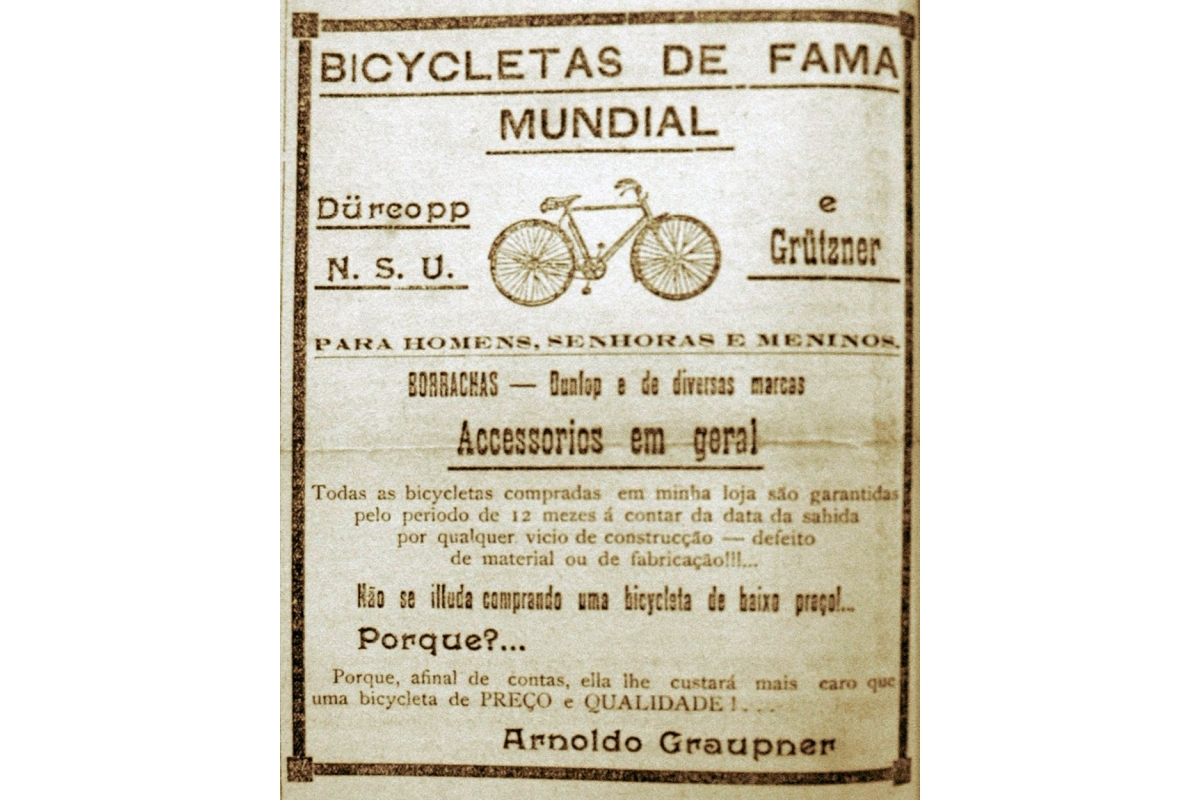 BICYCLETAS DE FAMA
MUNDIAL
Dürcopp
N. S. U.
e
Grützner
PARA HOMENS, SENHORAS E MENINOS.
BORRACHAS — Dunlop e de diversas marcas
Accessorios em geral
Todas as bicycletas compradas em minha loja são garantidas
pelo periodo de 12 mezes á contar da data da sahida
por qualquer vicio de construcção — defeito
de material ou de fabricação!!!...
Não se illuda comprando uma bicycleta de baixo preço!...
Porque?...
Porque, afinal de contas, ella lhe custará mais caro que
uma bicycleta de PREÇO e QUALIDADE !...
Arnoldo Graupner